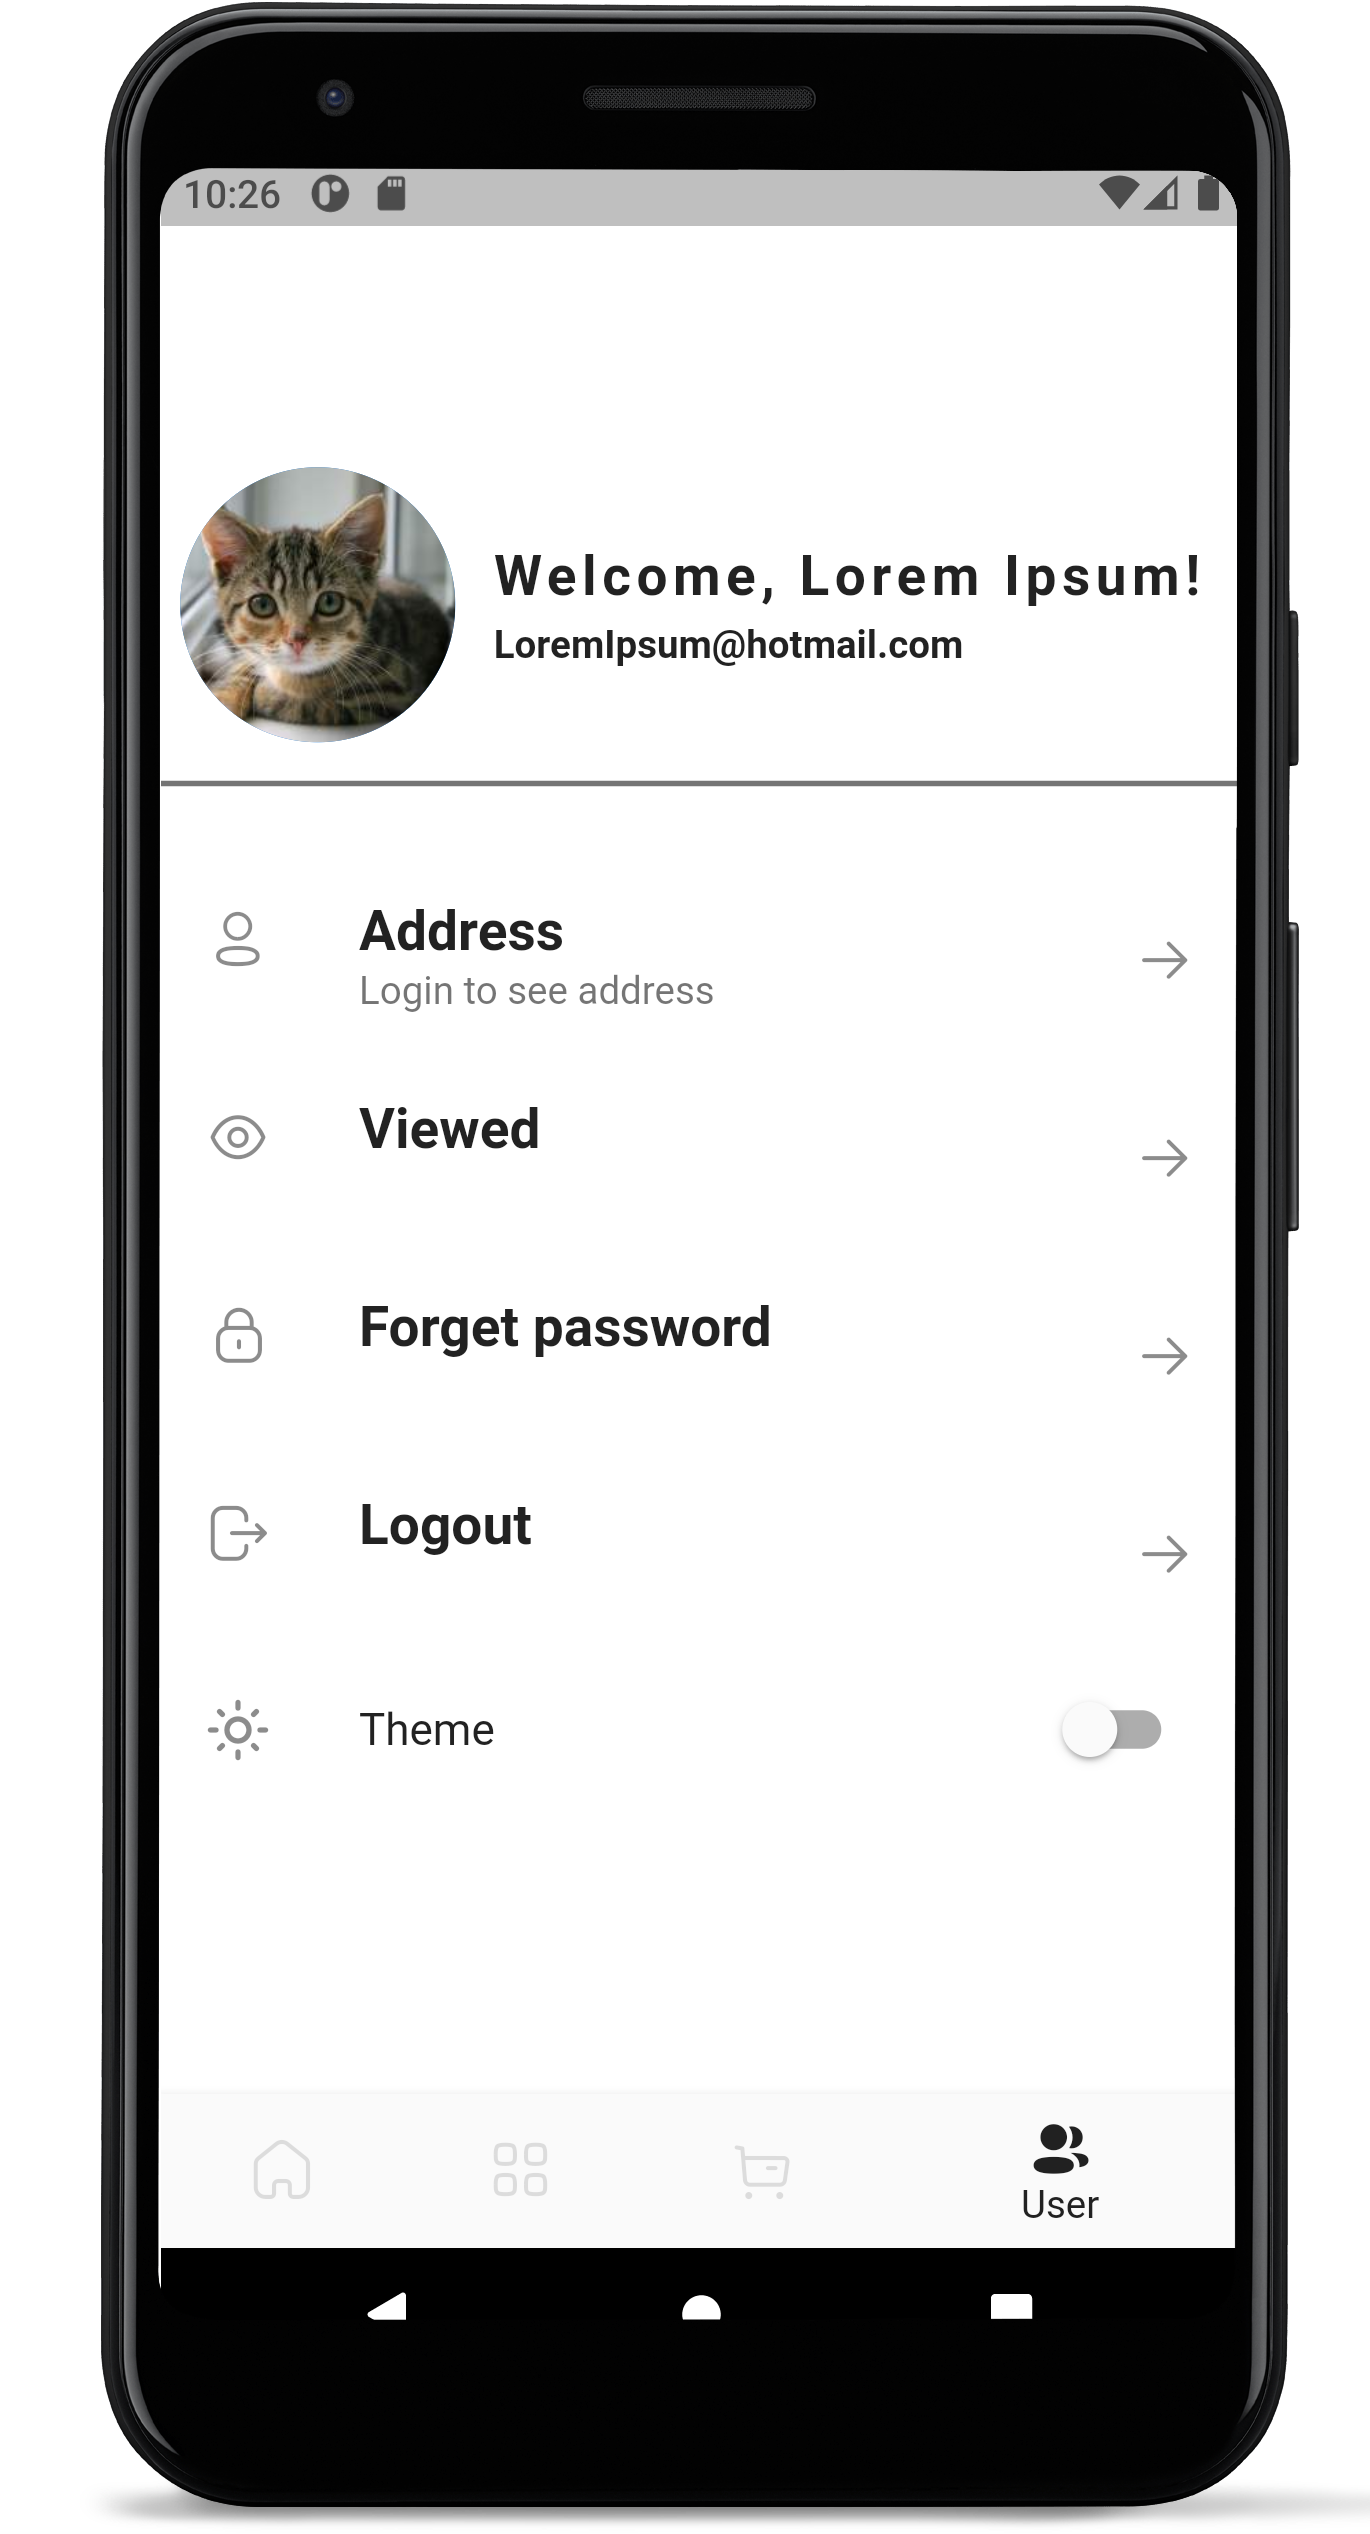 10:26
Welcome, Lorem Ipsum!
LoremIpsum@hotmail.com
Address
Login to see address
Viewed
Forget password
Logout
Theme
User